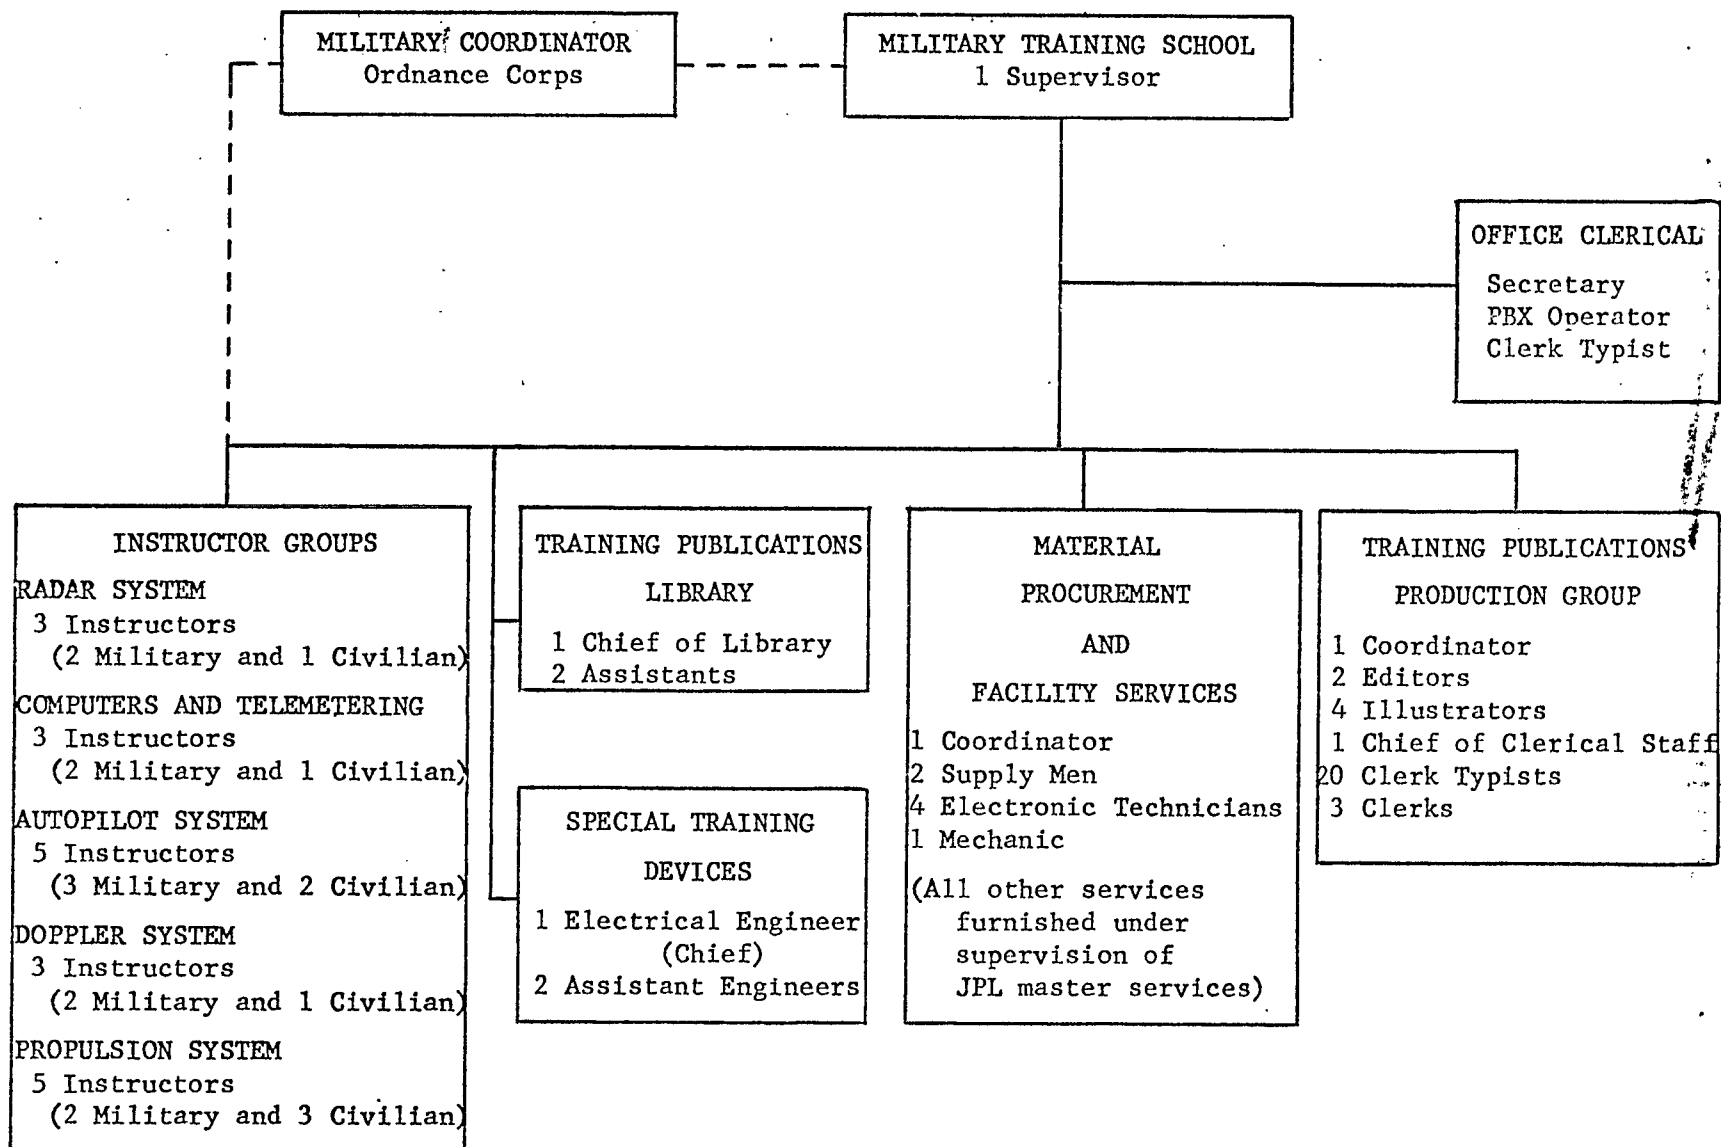 MILITARY COORDINATOR
Ordnance Corps
MILITARY TRAINING SCHOOL
1 Supervisor
OFFICE CLERICAL
Secretary
PBX Operator
Clerk Typist
INSTRUCTOR GROUPS
RADAR SYSTEM
3 Instructors
(2 Military and 1 Civilian)
COMPUTERS AND TELEMETERING
3 Instructors
(2 Military and 1 Civilian)
AUTOPILOT SYSTEM
5 Instructors
(3 Military and 2 Civilian)
DOPPLER SYSTEM
3 Instructors
(2 Military and 1 Civilian)
PROPULSION SYSTEM
5 Instructors
(2 Military and 3 Civilian)
TRAINING PUBLICATIONS
LIBRARY
1 Chief of Library
2 Assistants
SPECIAL TRAINING
DEVICES
1 Electrical Engineer
(Chief)
2 Assistant Engineers
MATERIAL
PROCUREMENT
AND
FACILITY SERVICES
1 Coordinator
2 Supply Men
4 Electronic Technicians
1 Mechanic
(All other services
furnished under
supervision of
JPL master services)
TRAINING PUBLICATIONS
PRODUCTION GROUP
1 Coordinator
2 Editors
4 Illustrators
1 Chief of Clerical Staff
20 Clerk Typists
3 Clerks